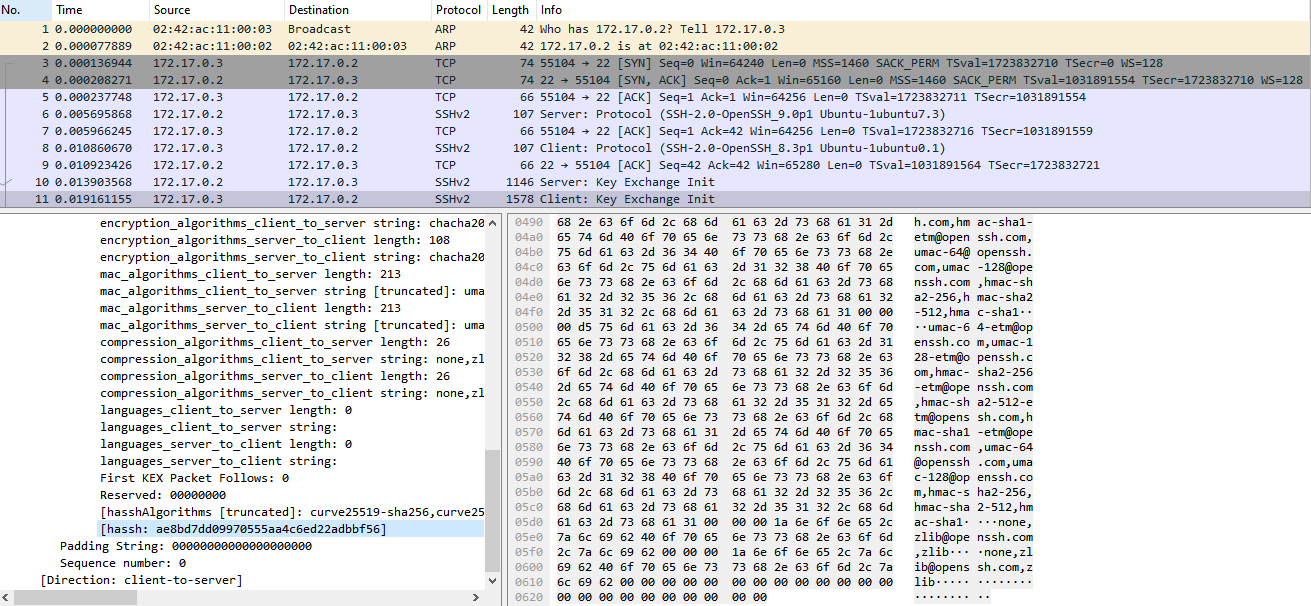 No. Time Source Destination Protocol Length Info
1 0.000000000 02:42:ac:11:00:03 Broadcast ARP 42 Who has 172.17.0.2? Tell 172.17.0.3
2 0.000077889 02:42:ac:11:00:02 02:42:ac:11:00:03 ARP 42 172.17.0.2 is at 02:42:ac:11:00:02
3 0.000136944 172.17.0.3 172.17.0.2 TCP 74 55104 → 22 [SYN] Seq=0 Win=64240 Len=0 MSS=1460 SACK_PERM TSval=1723832710 TSecr=0 WS=128
4 0.000208271 172.17.0.2 172.17.0.3 TCP 74 22 → 55104 [SYN, ACK] Seq=0 Ack=1 Win=65160 Len=0 MSS=1460 SACK_PERM TSval=1031891554 TSecr=1723832710 WS=128
5 0.000237748 172.17.0.3 172.17.0.2 TCP 66 55104 → 22 [ACK] Seq=1 Ack=1 Win=64256 Len=0 TSval=1723832711 TSecr=1031891554
6 0.005695868 172.17.0.2 172.17.0.3 SSHv2 107 Server: Protocol (SSH-2.0-OpenSSH_9.0p1 Ubuntu-1ubuntu7.3)
7 0.005966245 172.17.0.3 172.17.0.2 TCP 66 55104 → 22 [ACK] Seq=1 Ack=42 Win=64256 Len=0 TSval=1723832716 TSecr=1031891559
8 0.010860670 172.17.0.3 172.17.0.2 SSHv2 107 Client: Protocol (SSH-2.0-OpenSSH_8.3p1 Ubuntu-1ubuntu0.1)
9 0.010923426 172.17.0.2 172.17.0.3 TCP 66 22 → 55104 [ACK] Seq=42 Ack=42 Win=65280 Len=0 TSval=1031891564 TSecr=1723832721
10 0.013903568 172.17.0.2 172.17.0.3 SSHv2 1146 Server: Key Exchange Init
11 0.019161155 172.17.0.3 172.17.0.2 SSHv2 1578 Client: Key Exchange Init
encryption_algorithms_client_to_server string: chacha20
encryption_algorithms_server_to_client length: 108
encryption_algorithms_server_to_client string: chacha20
mac_algorithms_client_to_server length: 213
mac_algorithms_client_to_server string [truncated]: uma
mac_algorithms_server_to_client length: 213
mac_algorithms_server_to_client string [truncated]: uma
compression_algorithms_client_to_server length: 26
compression_algorithms_client_to_server string: none,zl
compression_algorithms_server_to_client length: 26
compression_algorithms_server_to_client string: none,zl
languages_client_to_server length: 0
languages_client_to_server string:
languages_server_to_client length: 0
languages_server_to_client string:
First KEX Packet Follows: 0
Reserved: 00000000
[hasshAlgorithms [truncated]: curve25519-sha256,curve25
[hassh: ae8bd7dd09970555aa4c6ed22adbbf56]
Padding String: 00000000000000000000
Sequence number: 0
[Direction: client-to-server]
0490 68 2e 63 6f 6d 2c 68 6d 61 63 2d 73 68 61 31 2d h.com,hm ac-sha1-
04a0 65 74 6d 40 6f 70 65 6e 73 73 68 2e 63 6f 6d 2c etm@open ssh.com,
04b0 75 6d 61 63 2d 36 34 40 6f 70 65 6e 73 73 68 2e umac-64@ openssh.
04c0 63 6f 6d 2c 75 6d 61 63 2d 31 32 38 40 6f 70 65 com,umac -128@ope
04d0 6e 73 73 68 2e 63 6f 6d 2c 68 6d 61 63 2d 73 68 nssh.com ,hmac-sh
04e0 61 32 2d 32 35 36 2c 68 6d 61 63 2d 73 68 61 32 a2-256,h mac-sha2
04f0 2d 35 31 32 2c 68 6d 61 63 2d 73 68 61 31 00 00 -512,hma c-sha1··
0500 00 d5 75 6d 61 63 2d 36 34 2d 65 74 6d 40 6f 70 ··umac-6 4-etm@op
0510 65 6e 73 73 68 2e 63 6f 6d 2c 75 6d 61 63 2d 31 enssh.co m,umac-1
0520 32 38 2d 65 74 6d 40 6f 70 65 6e 73 73 68 2e 63 28-etm@o penssh.c
0530 6f 6d 2c 68 6d 61 63 2d 73 68 61 32 2d 32 35 36 om,hmac- sha2-256
0540 2d 65 74 6d 40 6f 70 65 6e 73 73 68 2e 63 6f 6d -etm@ope nssh.com
0550 2c 68 6d 61 63 2d 73 68 61 32 2d 35 31 32 2d 65 ,hmac-sh a2-512-e
0560 74 6d 40 6f 70 65 6e 73 73 68 2e 63 6f 6d 2c 68 tm@opens sh.com,h
0570 6d 61 63 2d 73 68 61 31 2d 65 74 6d 40 6f 70 65 mac-sha1 -etm@ope
0580 6e 73 73 68 2e 63 6f 6d 2c 75 6d 61 63 2d 36 34 nssh.com ,umac-64
0590 40 6f 70 65 6e 73 73 68 2e 63 6f 6d 2c 75 6d 61 @openssh .com,uma
05a0 63 2d 31 32 38 40 6f 70 65 6e 73 73 68 2e 63 6f c-128@op enssh.co
05b0 6d 2c 68 6d 61 63 2d 73 68 61 32 2d 32 35 36 2c m,hmac-s ha2-256,
05c0 68 6d 61 63 2d 73 68 61 32 2d 35 31 32 2c 68 6d hmac-sha 2-512,hm
05d0 61 63 2d 73 68 61 31 00 00 00 1a 6e 6f 6e 65 2c ac-sha1· ···none,
05e0 7a 6c 69 62 40 6f 70 65 6e 73 73 68 2e 63 6f 6d zlib@ope nssh.com
05f0 2c 7a 6c 69 62 00 00 00 1a 6e 6f 6e 65 2c 7a 6c ,zlib··· ·none,zl
0600 69 62 40 6f 70 65 6e 73 73 68 2e 63 6f 6d 2c 7a ib@opens sh.com,z
0610 6c 69 62 00 00 00 00 00 00 00 00 00 00 00 00 00 lib····· ········
0620 00 00 00 00 00 00 00 00 00 00 ········ ··